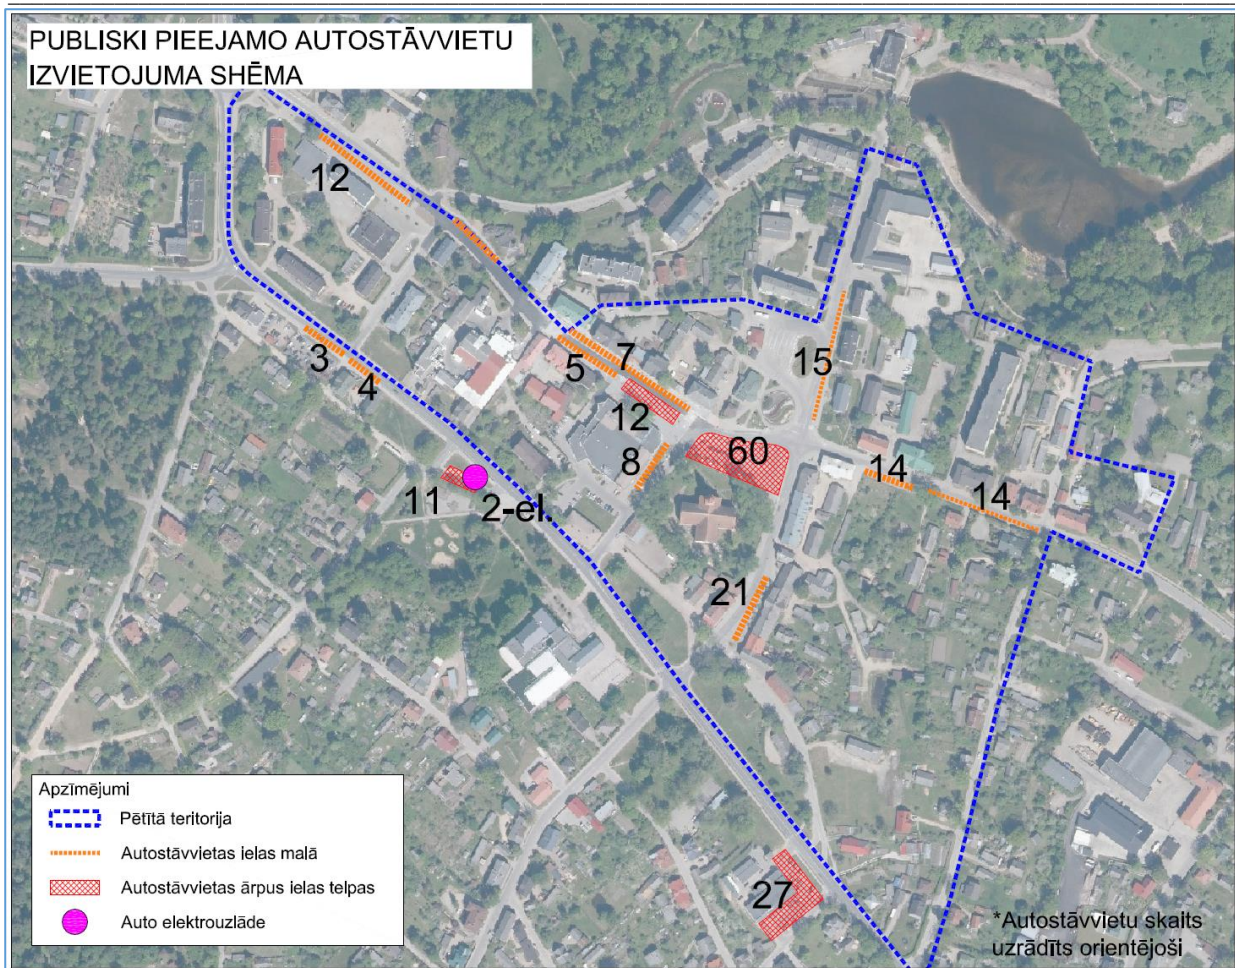 PUBLISKI PIEEJAMO AUTOSTĀVVIETU
IZVIETOJUMA SHĒMA
12
3
4
5
7
12
15
8
60
14
14
11
2-el.
21
27
Apzīmējumi
Pētītā teritorija
Autostāvvietas ielas malā
Autostāvvietas ārpus ielas telpas
Auto elektrouzlāde
*Autostāvvietu skaits
uzrādīts orientējoši